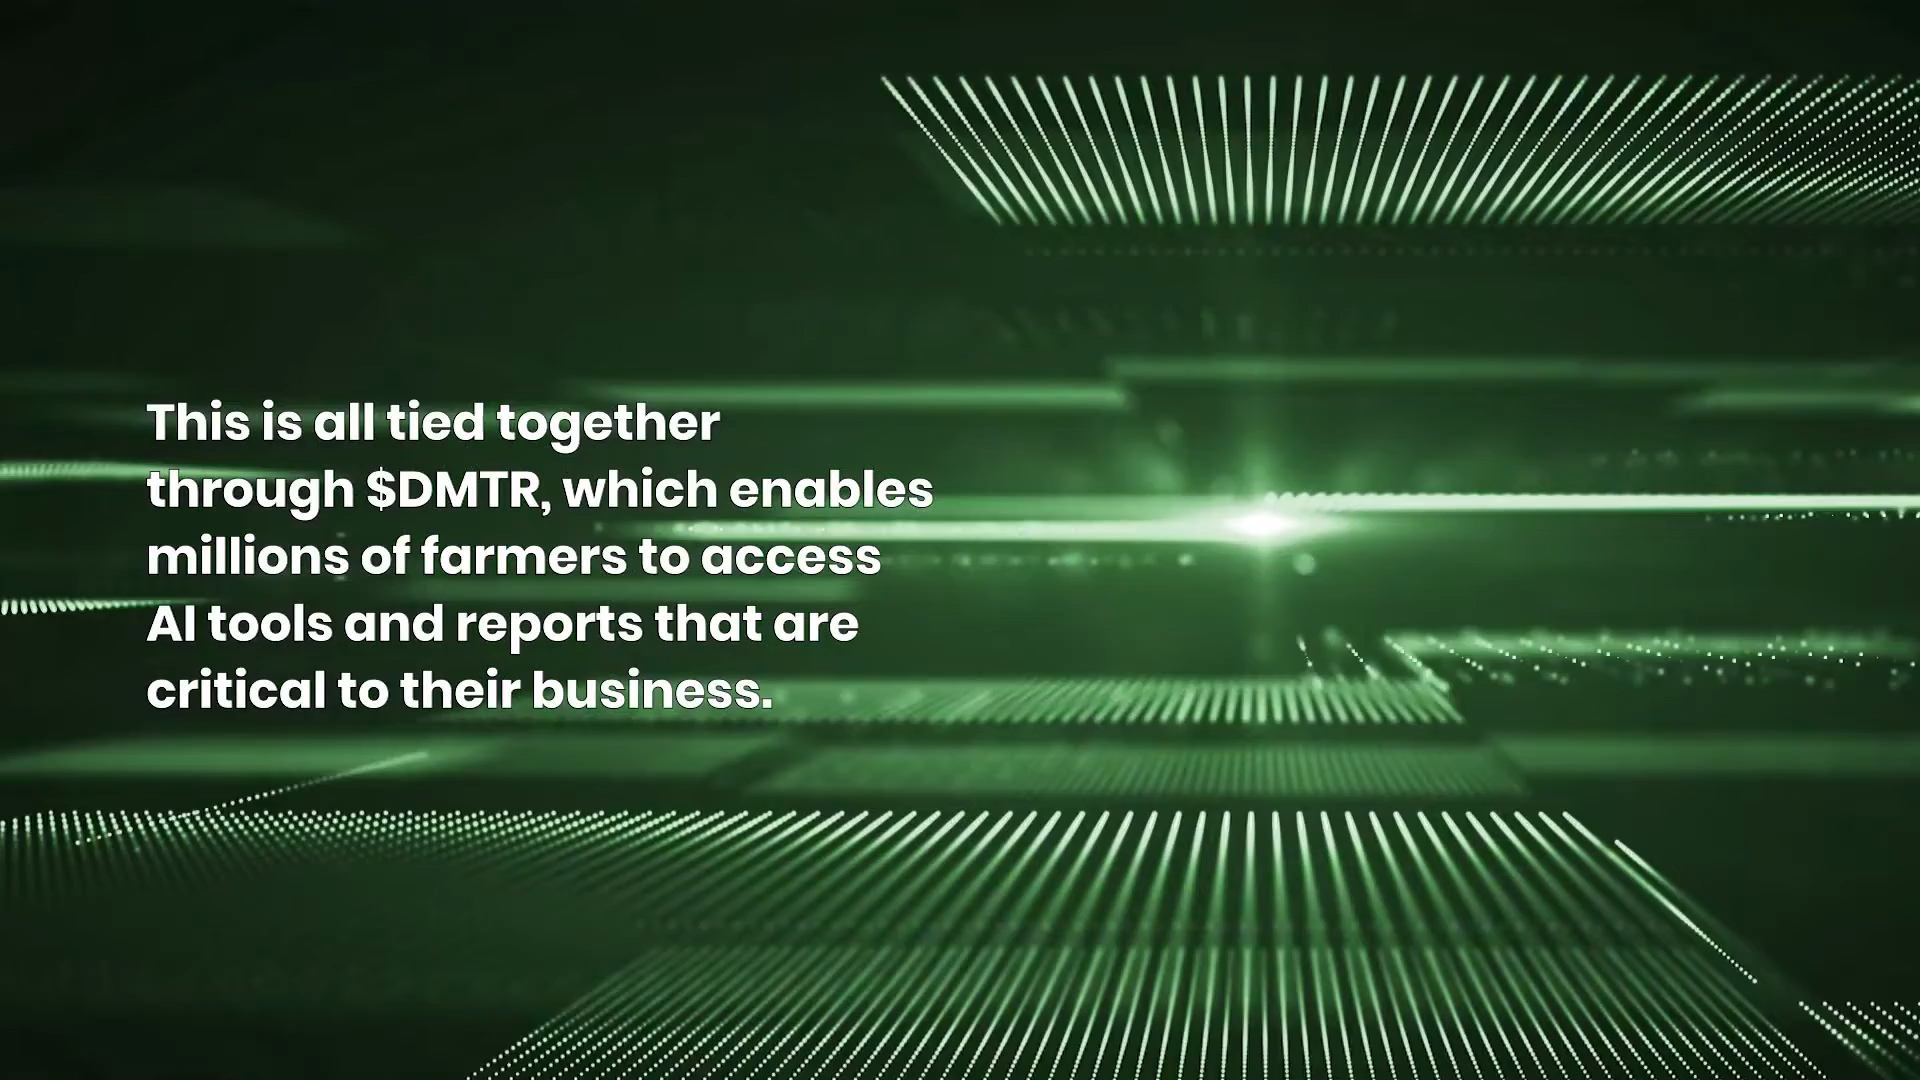 This is all tied together
through $DMTR, which enables
millions of farmers to access
AI tools and reports that are
critical to their business.